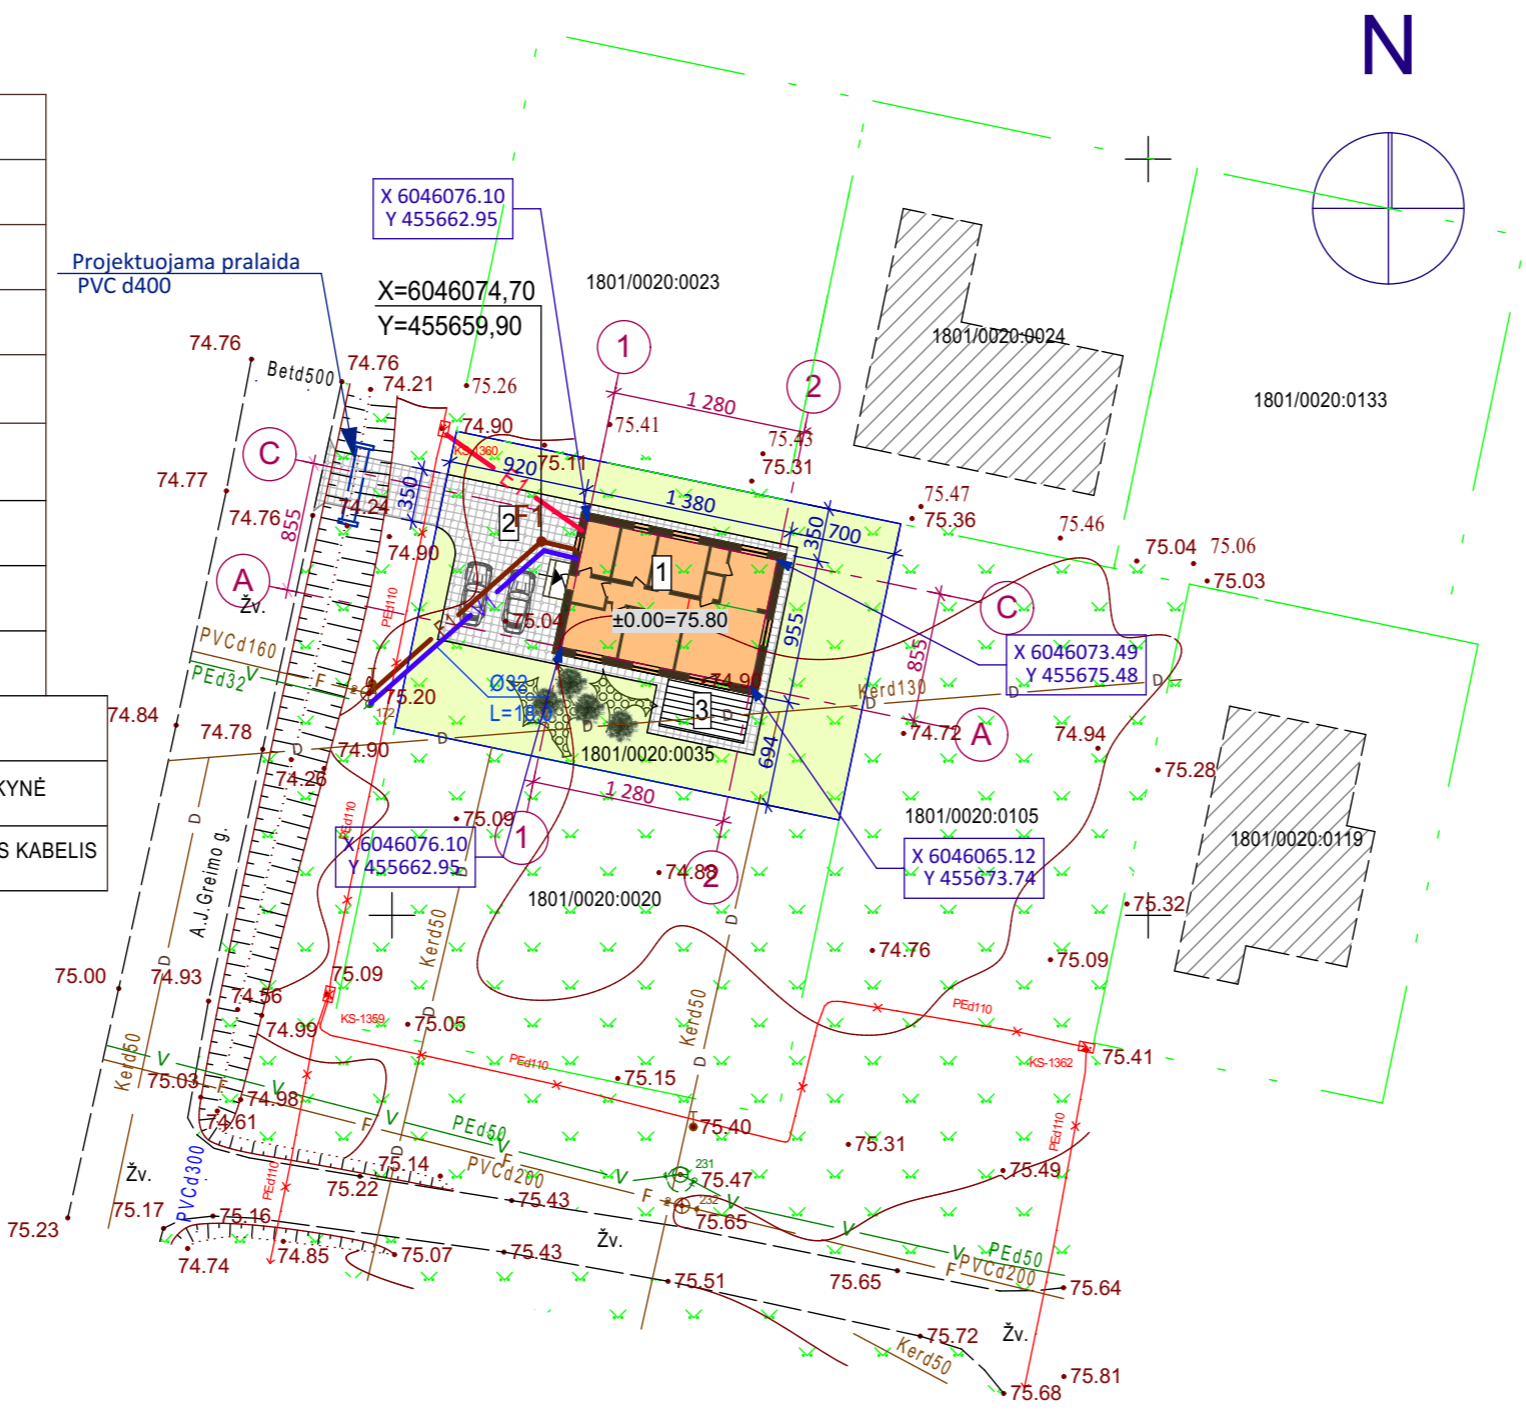 N
X 6046076.10
Y 455662.95
Projektuojama pralaida
PVC d400
X=6046074,70
Y=455659,90
1801/0020:0023
1801/0020:0024
1801/0020:0133
74.76
74.76
Betd500
74.21
75.26
1
2
1 280
75.41
75.43
75.31
74.90
KS-1360
75.11
C
74.77
920
E1
1 380
350
350
700
75.47
75.36
75.46
75.04
75.06
75.03
74.76
74.24
855
74.90
2
F1
1
±0.00=75.80
75.04
A
Žv.
PEd110
PVCd160
F
PEd32
V
C
955
855
X 6046073.49
Y 455675.48
Kerd130
D
D
D
75.20
172
Ø32
74.84
74.78
D
74.90
D
D
3
D
694
74.72
A
74.94
75.28
74.26
1801/0020:0035
KYNĖ
S KABELIS
1 280
75.09
1801/0020:0105
1801/0020:0119
D
A.J.Greimo g.
PEd110
1
X 6046076.10
Y 455662.95
D
74.88
2
X 6046065.12
Y 455673.74
1801/0020:0020
D
75.32
Kerd50
75.00
D
74.93
75.09
74.76
75.09
74.56
74.99
KS-1359
D
75.05
Kerd50
D
PEd110
PEd110
KS-1362
75.41
Kerd50
V
75.03
F
V
74.98
75.15
74.61
V
F
PEd50
V
F
PVCd200
D
T
75.40
75.31
PEd110
Žv.
PVCd300
PEd110
75.14
75.22
75.43
V
F
231
75.47
232
75.65
V
75.49
75.23
75.17
75.16
74.74
74.85
75.07
75.43
Žv.
V
V
PEd50
F
PVCd200
75.51
75.65
75.64
75.72
Žv.
Kerd50
75.81
75.68